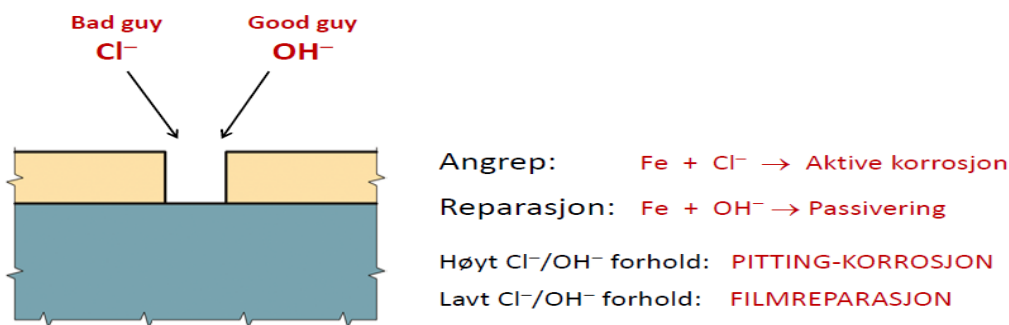 Bad guy Good guy
Cl⁻ OH⁻
Angrep: Fe + Cl⁻ → Aktive korrosjon
Reparasjon: Fe + OH⁻ → Passivering
Høyt Cl⁻/OH⁻ forhold: PITTING-KORROSJON
Lavt Cl⁻/OH⁻ forhold: FILMREPARASJON